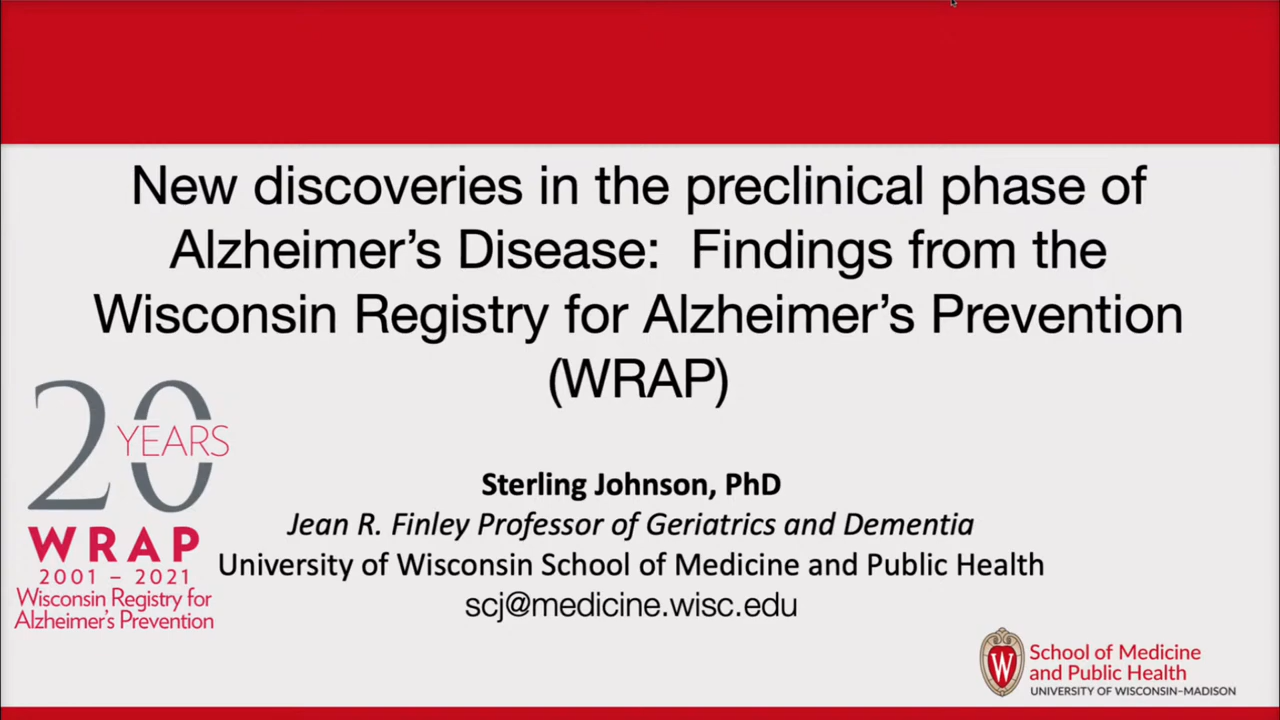 New discoveries in the preclinical phase of
Alzheimer’s Disease:  Findings from the
Wisconsin Registry for Alzheimer’s Prevention
(WRAP)
20
YEARS
WRAP
2001 – 2021
Wisconsin Registry for
Alzheimer’s Prevention
Sterling Johnson, PhD
Jean R. Finley Professor of Geriatrics and Dementia
University of Wisconsin School of Medicine and Public Health
scj@medicine.wisc.edu
W
School of Medicine
and Public Health
UNIVERSITY OF WISCONSIN–MADISON